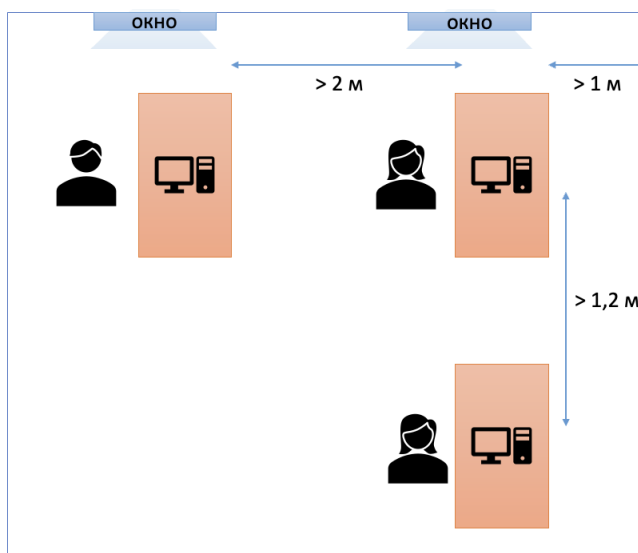 ОКНО
ОКНО
> 2 м
> 1 м
> 1,2 м